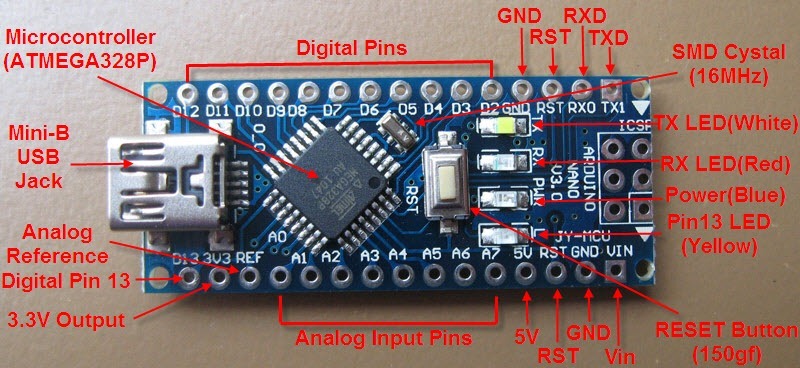 Microcontroller
(ATMEGA328P)
Digital Pins
GND
RXD
RST
TXD
SMD Cystal
(16MHz)
D12 D11 D10 D9 D8 D7 D6 D5 D4 D3 D2 GND RST RX0 TX1
Mini-B
USB
Jack
TX LED(White)
RX LED(Red)
Power(Blue)
Pin13 LED
(Yellow)
ICSP
PWR
L
RST
ARDUINO
NANO
V3.0
JY-MCU
Analog
Reference
Digital Pin 13
3.3V Output
D13 3V3 REF A0 A1 A2 A3 A4 A5 A6 A7 5V RST GND VIN
Analog Input Pins
5V
RST
GND
Vin
RESET Button
(150gf)